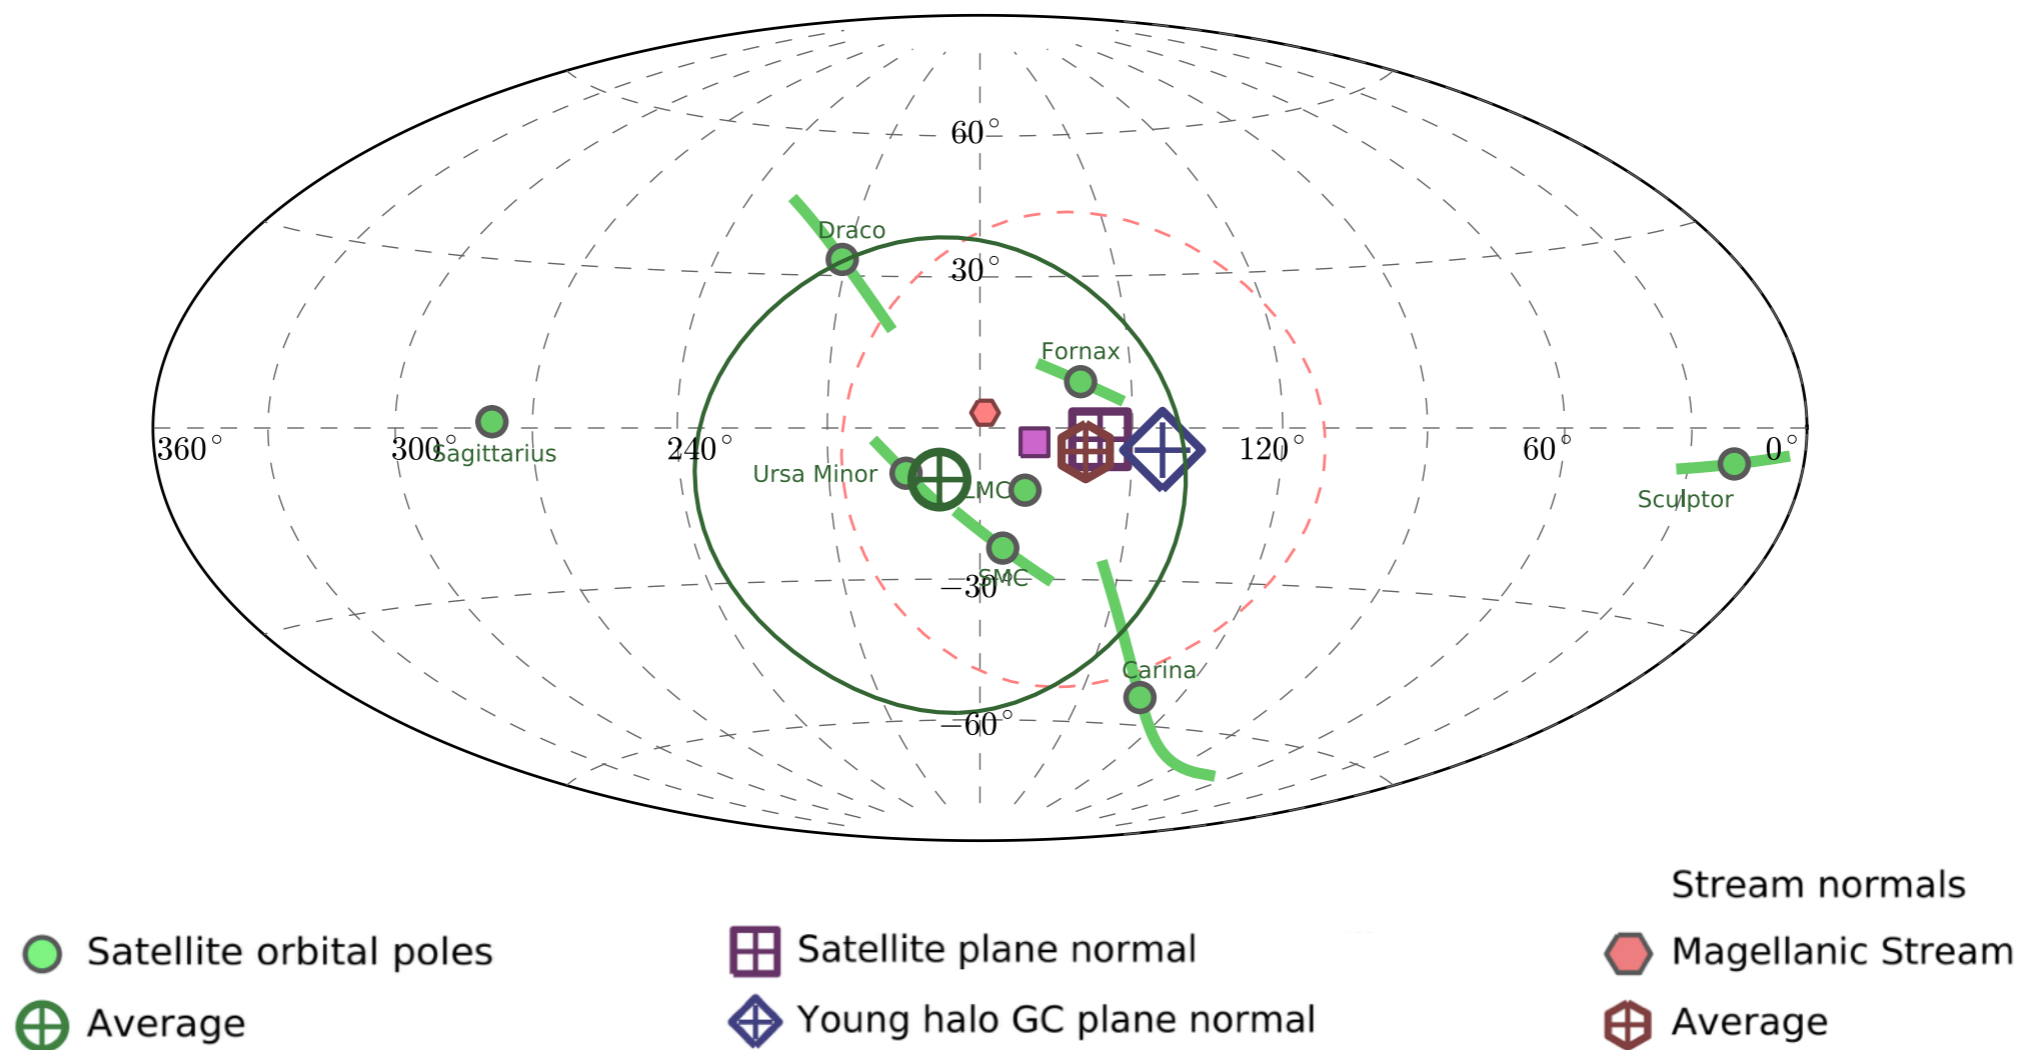 60°
Draco
30°
Fornax
360°
300°
240°
120°
60°
0°
Sagittarius
Ursa Minor
LMC
Sculptor
SMC
−30°
Carina
−60°
Stream normals
Satellite orbital poles
Satellite plane normal
Magellanic Stream
Average
Young halo GC plane normal
Average